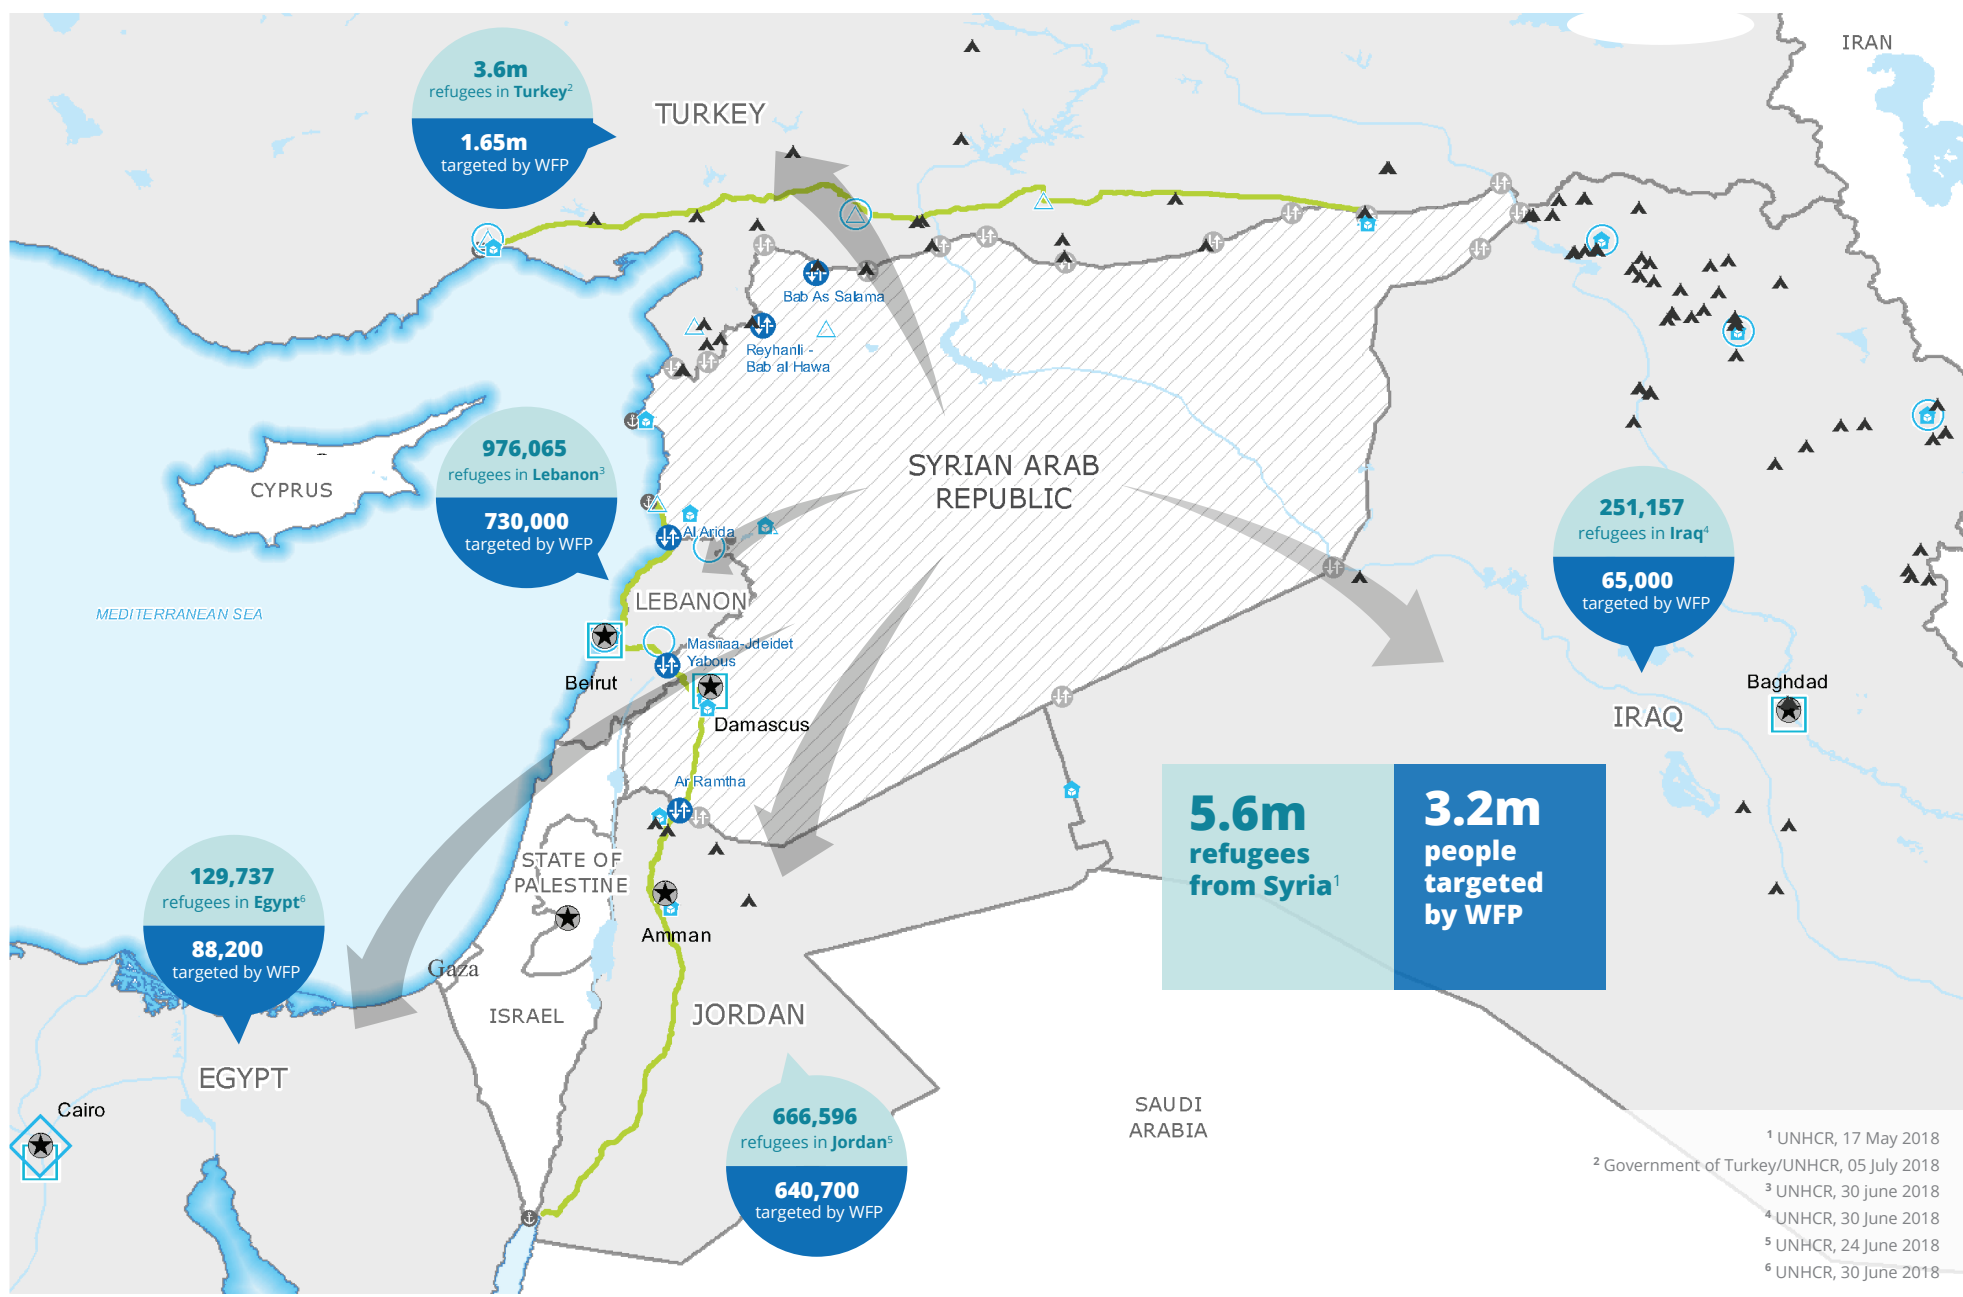 IRAN
3.6m
refugees in Turkey²
1.65m
targeted by WFP
TURKEY
Bab As Salama
Reyhanli -
Bab al Hawa
976,065
refugees in Lebanon³
730,000
targeted by WFP
CYPRUS
SYRIAN ARAB
REPUBLIC
Al Arida
251,157
refugees in Iraq⁴
65,000
targeted by WFP
MEDITERRANEAN SEA
LEBANON
Masnaa-Jdeidet
Yabous
Beirut
Damascus
Baghdad
IRAQ
Ar Ramtha
5.6m
refugees
from Syria¹
3.2m
people
targeted
by WFP
STATE OF
PALESTINE
129,737
refugees in Egypt⁶
88,200
targeted by WFP
Amman
Gaza
ISRAEL
JORDAN
EGYPT
Cairo
666,596
refugees in Jordan⁵
640,700
targeted by WFP
SAUDI
ARABIA
¹ UNHCR, 17 May 2018
² Government of Turkey/UNHCR, 05 July 2018
³ UNHCR, 30 june 2018
⁴ UNHCR, 30 June 2018
⁵ UNHCR, 24 June 2018
⁶ UNHCR, 30 June 2018